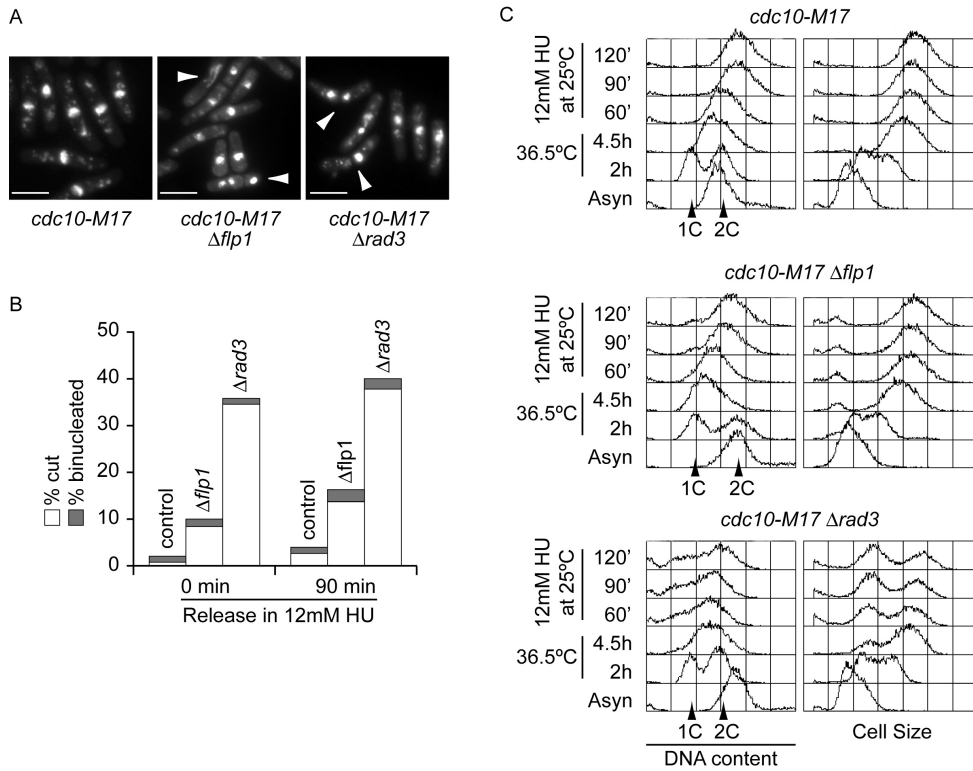 A
cdc10-M17
cdc10-M17
Δflp1
cdc10-M17
Δrad3
B
50
40
30
20
10
0
% cut
% binucleated
control
Δflp1
Δrad3
control
Δflp1
Δrad3
0 min
90 min
Release in 12mM HU
C
cdc10-M17
12mM HU
at 25ºC
120’
90’
60’
36.5ºC
4.5h
2h
Asyn
1C
2C
cdc10-M17 Δflp1
12mM HU
at 25ºC
120’
90’
60’
36.5ºC
4.5h
2h
Asyn
1C
2C
cdc10-M17 Δrad3
12mM HU
at 25ºC
120’
90’
60’
36.5ºC
4.5h
2h
Asyn
1C
2C
DNA content
Cell Size